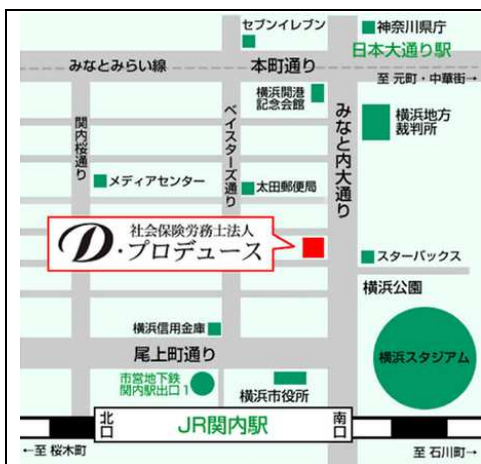 セブンイレブン
神奈川県庁
日本大通り駅
みなとみらい線
本町通り
至 元町・中華街→
横浜開港
記念会館
横浜地方
裁判所
関内桜通り
ベイスターズ通り
みなと内大通り
メディアセンター
太田郵便局
社会保険労務士法人
D・プロデュース
スターバックス
横浜公園
横浜信用金庫
尾上町通り
横浜スタジアム
市営地下鉄
関内駅出口1
横浜市役所
北口
JR関内駅
南口
←至 桜木町
至 石川町→